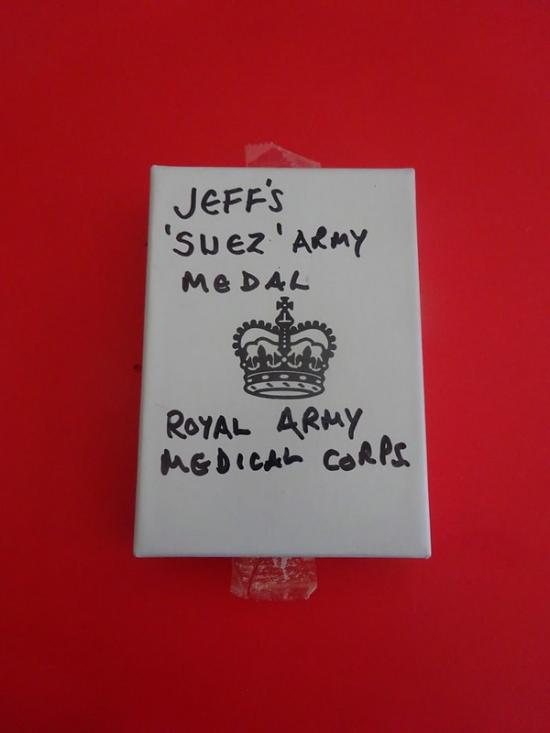 JEFF'S
'SUEZ' ARMY
MEDAL
ROYAL ARMY
MEDICAL CORPS